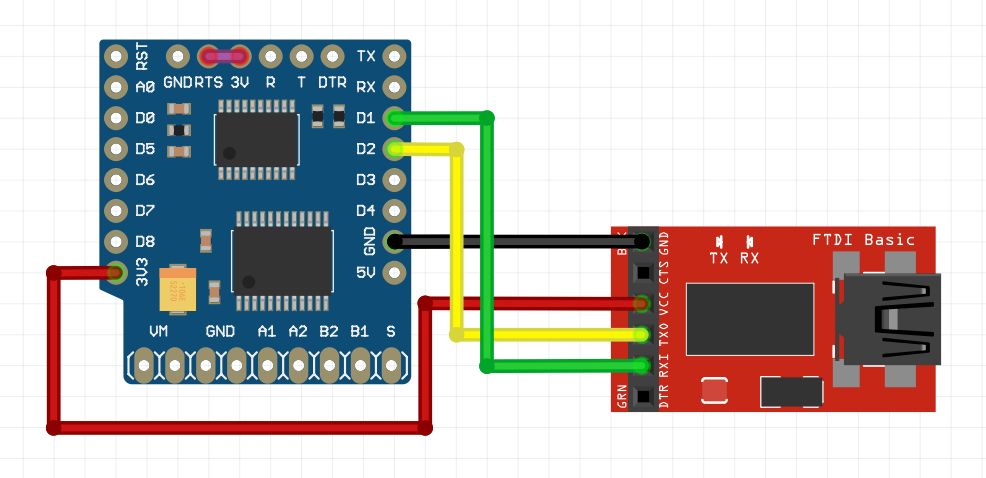 RST
A0
D0
D5
D6
D7
D8
3V3
GND RTS 3V R T DTR
TX
RX
D1
D2
D3
D4
GND
5V
VM GND A1 A2 B2 B1 S
GND
CTS
VCC
TXO
RXI
DTR
GRN
TX RX
FTDI Basic